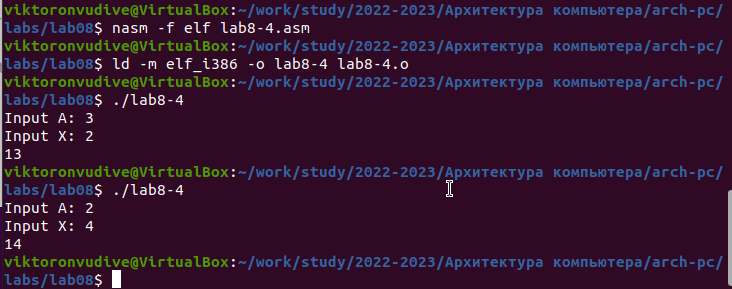 viktoronvudive@VirtualBox:~/work/study/2022-2023/Архитектура компьютера/arch-pc/
labs/lab08$ nasm -f elf lab8-4.asm
viktoronvudive@VirtualBox:~/work/study/2022-2023/Архитектура компьютера/arch-pc/
labs/lab08$ ld -m elf_i386 -o lab8-4 lab8-4.o
viktoronvudive@VirtualBox:~/work/study/2022-2023/Архитектура компьютера/arch-pc/
labs/lab08$ ./lab8-4
Input A: 3
Input X: 2
13
viktoronvudive@VirtualBox:~/work/study/2022-2023/Архитектура компьютера/arch-pc/
labs/lab08$ ./lab8-4
Input A: 2
Input X: 4
14
viktoronvudive@VirtualBox:~/work/study/2022-2023/Архитектура компьютера/arch-pc/
labs/lab08$